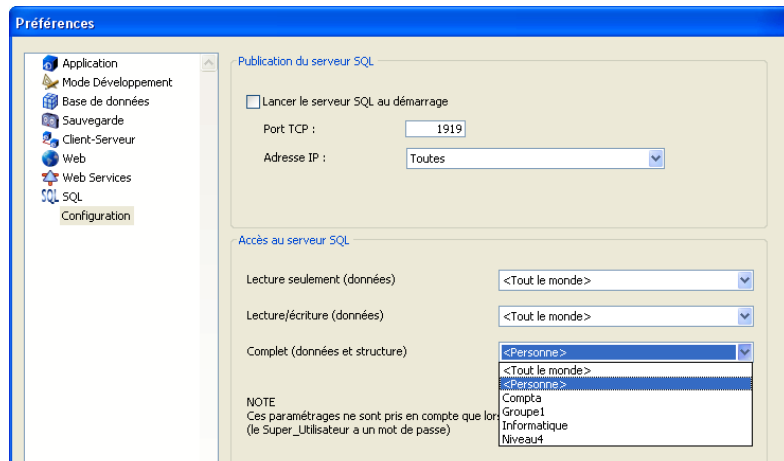 Préférences
Application
Mode Développement
Base de données
Sauvegarde
Client-Serveur
Web
Web Services
SQL SQL
Configuration
Publication du serveur SQL
Lancer le serveur SQL au démarrage
Port TCP : 1919
Adresse IP : Toutes
Accès au serveur SQL
Lecture seulement (données) <Tout le monde>
Lecture/écriture (données) <Tout le monde>
Complet (données et structure) <Personne>
<Tout le monde>
<Personne>
Compta
Groupe1
Informatique
Niveau4
NOTE
Ces paramétrages ne sont pris en compte que
(le Super_Utilisateur a un mot de passe)